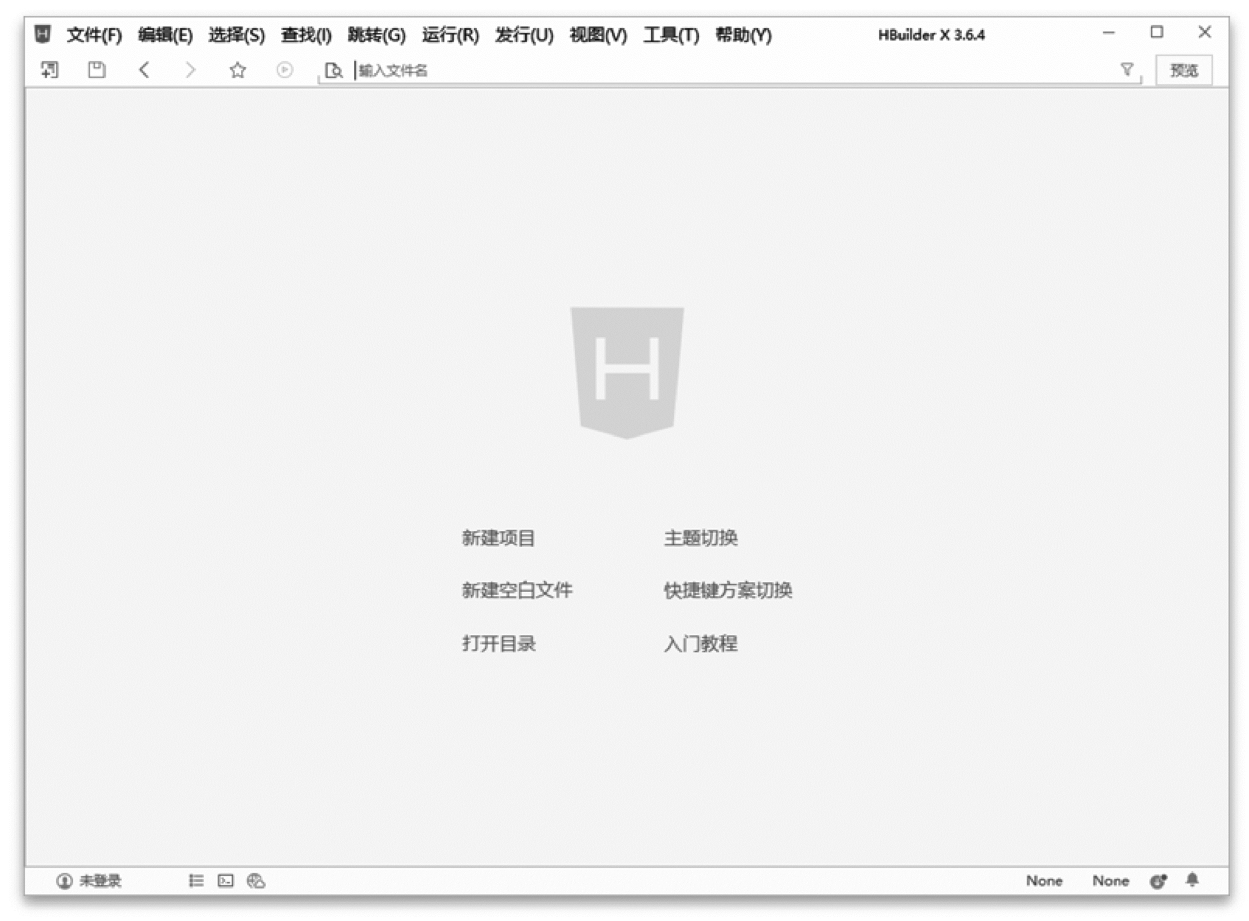 文件(F) 编辑(E) 选择(S) 查找(I) 跳转(G) 运行(R) 发行(U) 视图(V) 工具(T) 帮助(Y) HBuilder X 3.6.4
输入文件名 预览
H
新建项目 主题切换
新建空白文件 快捷键方案切换
打开目录 入门教程
未登录 None None